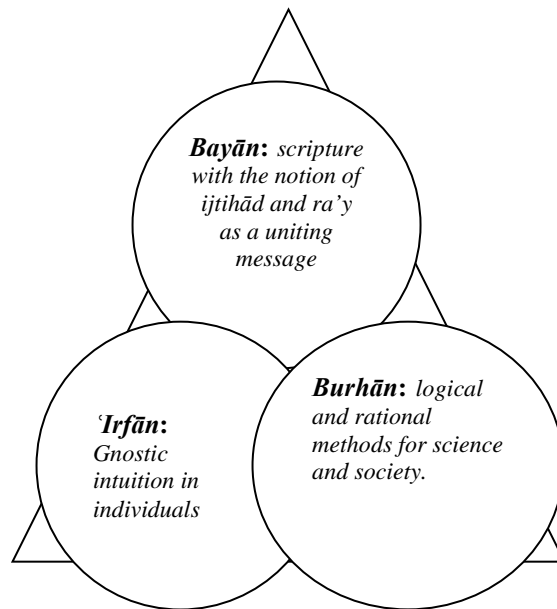 Bayān: scripture
with the notion of
ijtihād and ra’y
as a uniting
message
ʿIrfān:
Gnostic
intuition in
individuals
Burhān: logical
and rational
methods for science
and society.